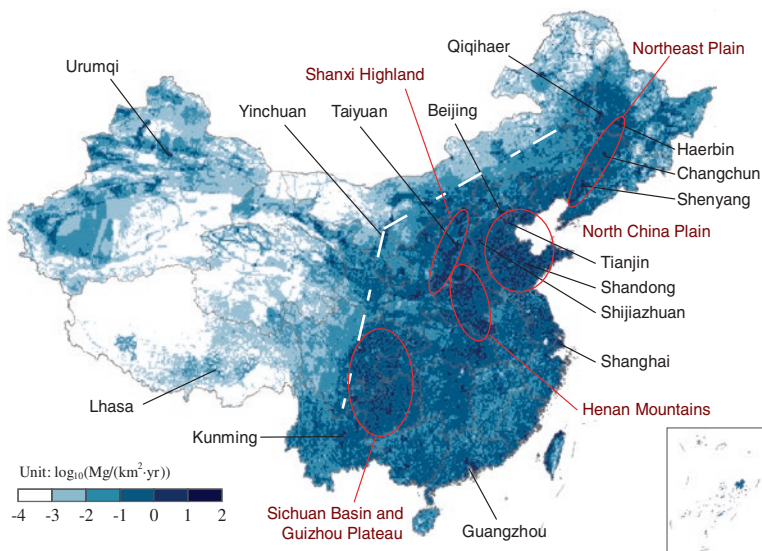 Northeast Plain
Qiqihaer
Urumqi
Shanxi Highland
Yinchuan
Taiyuan
Beijing
Haerbin
Changchun
Shenyang
North China Plain
Tianjin
Shandong
Shijiazhuan
Shanghai
Lhasa
Henan Mountains
Kunming
Unit: log₁₀(Mg/(km²·yr))
-4 -3 -2 -1 0 1 2
Sichuan Basin and
Guizhou Plateau
Guangzhou